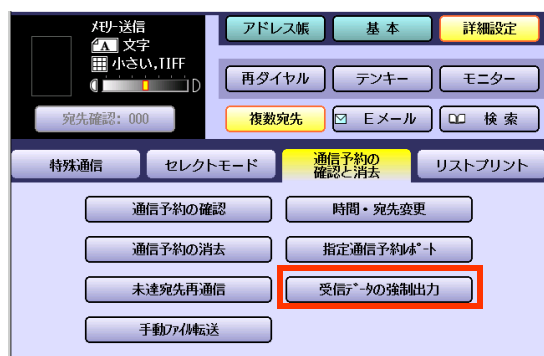 ﾒﾓﾘｰ送信
A 文字
小さい,TIFF
D
宛先確認: 000
アドレス帳
基 本
詳細設定
再ダイヤル
テンキー
モニター
複数宛先
Eメール
検 索
特殊通信
セレクトモード
通信予約の
確認と消去
リストプリント
通信予約の確認
時間・宛先変更
通信予約の消去
指定通信予約ﾚﾎﾟｰﾄ
未達宛先再通信
受信ﾃﾞｰﾀの強制出力
手動ﾌｧｲﾙ転送